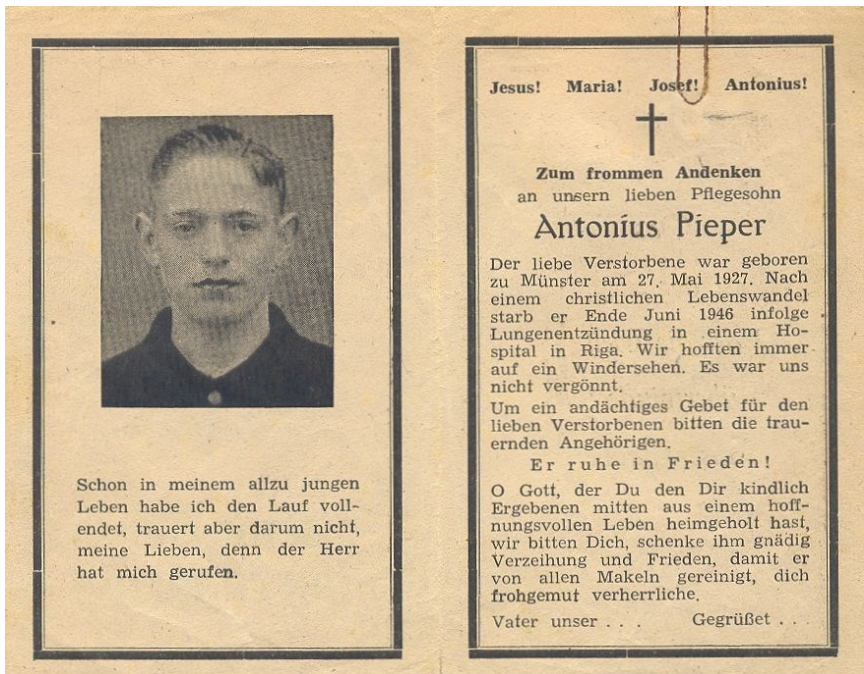 Schon in meinem allzu jungen
Leben habe ich den Lauf voll-
endet, trauert aber darum nicht,
meine Lieben, denn der Herr
hat mich gerufen.
Jesus! Maria! Josef! Antonius!
Zum frommen Andenken
an unsern lieben Pflegesohn
Antonius Pieper
Der liebe Verstorbene war geboren
zu Münster am 27. Mai 1927. Nach
einem christlichen Lebenswandel
starb er Ende Juni 1946 infolge
Lungenentzündung in einem Ho-
spital in Riga. Wir hofften immer
auf ein Windersehen. Es war uns
nicht vergönnt.
Um ein andächtiges Gebet für den
lieben Verstorbenen bitten die trau-
ernden Angehörigen.
Er ruhe in Frieden!
O Gott, der Du den Dir kindlich
Ergebenen mitten aus einem hoff-
nungsvollen Leben heimgeholt hast,
wir bitten Dich, schenke ihm gnädig
Verzeihung und Frieden, damit er
von allen Makeln gereinigt, dich
frohgemut verherrliche.
Vater unser . . . Gegrüßet . . .